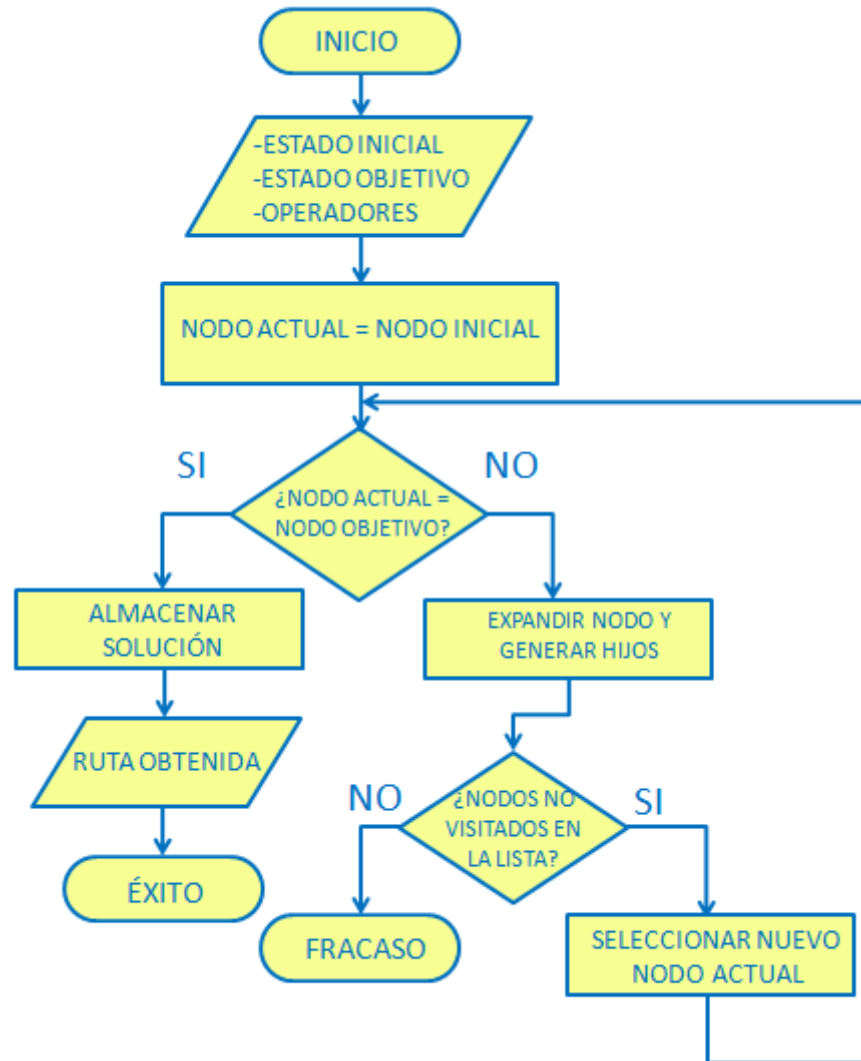 INICIO
-ESTADO INICIAL
-ESTADO OBJETIVO
-OPERADORES
NODO ACTUAL = NODO INICIAL
SI
NO
¿NODO ACTUAL =
NODO OBJETIVO?
ALMACENAR
SOLUCIÓN
EXPANDIR NODO Y
GENERAR HIJOS
RUTA OBTENIDA
NO
¿NODOS NO
VISITADOS EN
LA LISTA?
SI
ÉXITO
FRACASO
SELECCIONAR NUEVO
NODO ACTUAL